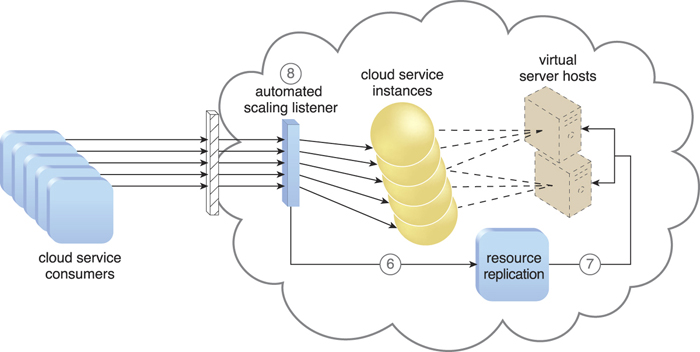 8
automated
scaling listener
cloud service
instances
virtual
server hosts
cloud service
consumers
6
resource
replication
7